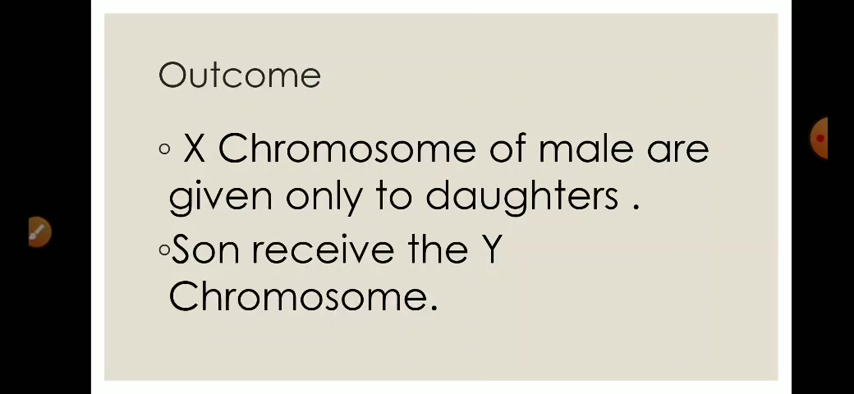 Outcome
◦ X Chromosome of male are
given only to daughters .
◦Son receive the Y
Chromosome.